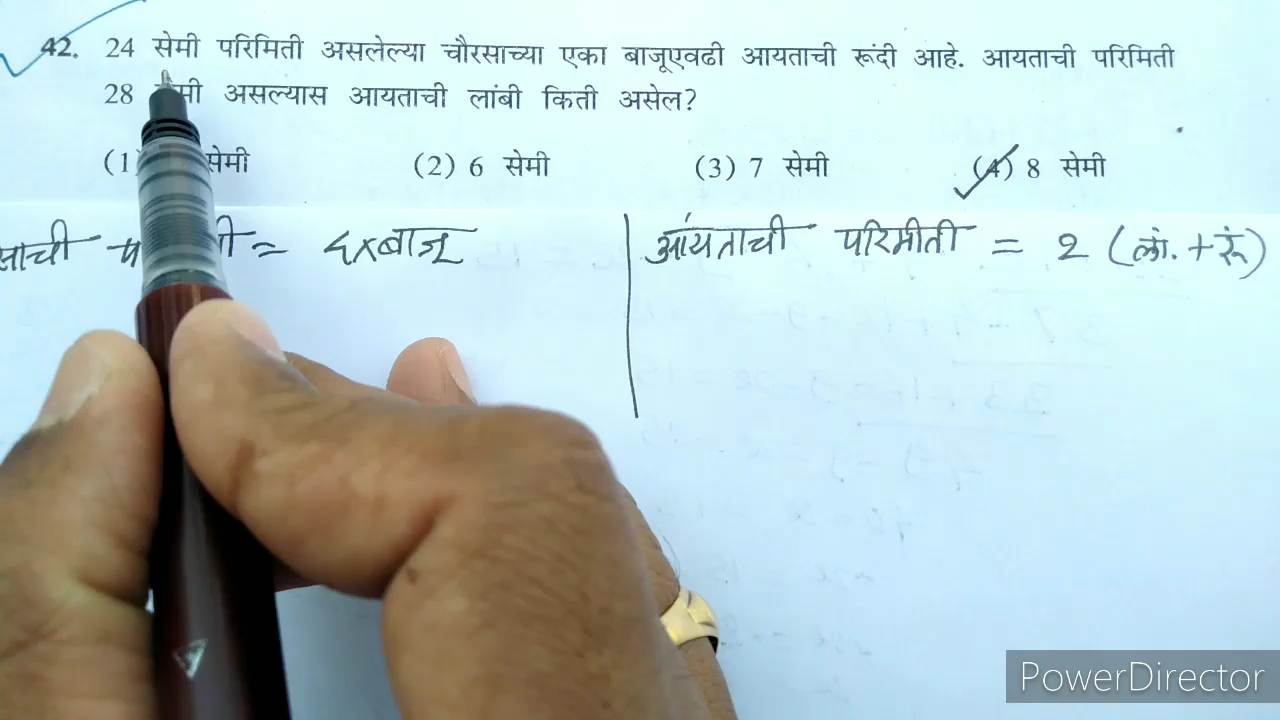 42. 24 सेमी परिमिती असलेल्या चौरसाच्या एका बाजूएवढी आयताची रूंदी आहे. आयताची परिमिती
28 सेमी असल्यास आयताची लांबी किती असेल?
(1) सेमी (2) 6 सेमी (3) 7 सेमी (4) 8 सेमी
= ४×बाजू
आयताची परिमीती = 2 (लां. + रूं)
PowerDirector